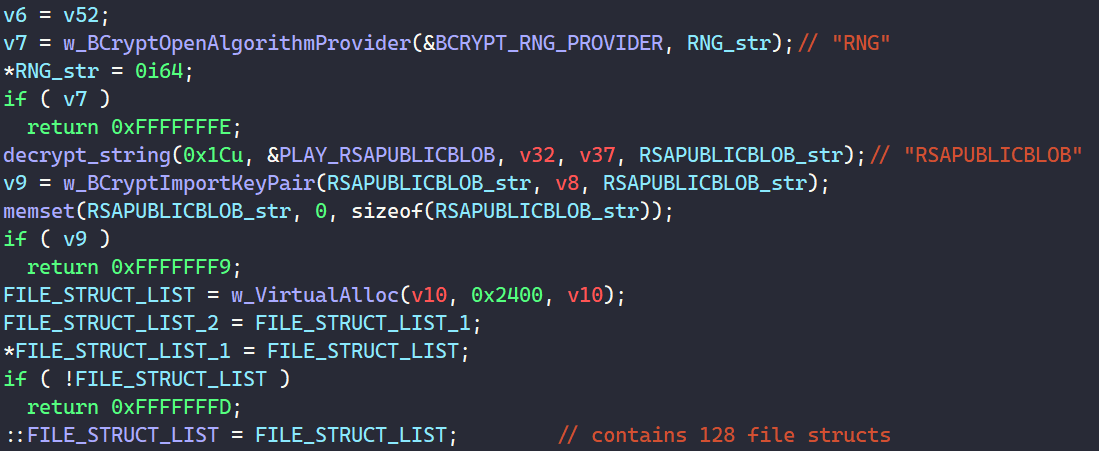 v6 = v52;
v7 = w_BCryptOpenAlgorithmProvider(&BCRYPT_RNG_PROVIDER, RNG_str);// "RNG"
*RNG_str = 0i64;
if ( v7 )
  return 0xFFFFFFFE;
decrypt_string(0x1Cu, &PLAY_RSAPUBLICBLOB, v32, v37, RSAPUBLICBLOB_str);// "RSAPUBLICBLOB"
v9 = w_BCryptImportKeyPair(RSAPUBLICBLOB_str, v8, RSAPUBLICBLOB_str);
memset(RSAPUBLICBLOB_str, 0, sizeof(RSAPUBLICBLOB_str));
if ( v9 )
  return 0xFFFFFFF9;
FILE_STRUCT_LIST = w_VirtualAlloc(v10, 0x2400, v10);
FILE_STRUCT_LIST_2 = FILE_STRUCT_LIST_1;
*FILE_STRUCT_LIST_1 = FILE_STRUCT_LIST;
if ( !FILE_STRUCT_LIST )
  return 0xFFFFFFFD;
::FILE_STRUCT_LIST = FILE_STRUCT_LIST;        // contains 128 file structs